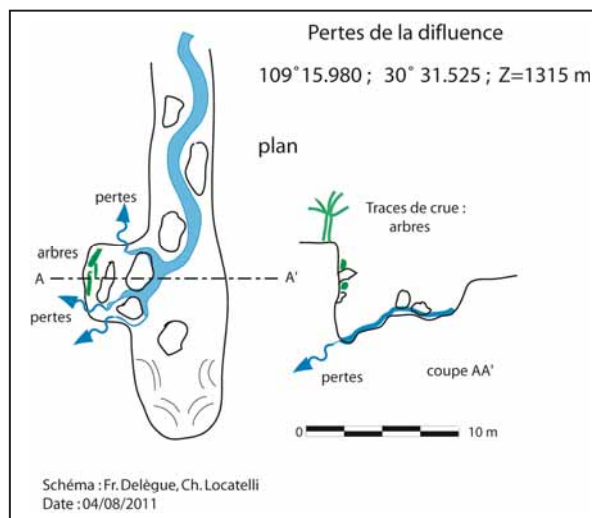 Pertes de la difluence
109° 15.980 ; 30° 31.525 ; Z=1315 m
plan
pertes
Traces de crue :
arbres
arbres
A
A'
pertes
pertes
coupe AA'
0
10 m
Schéma : Fr. Delègue, Ch. Locatelli
Date : 04/08/2011